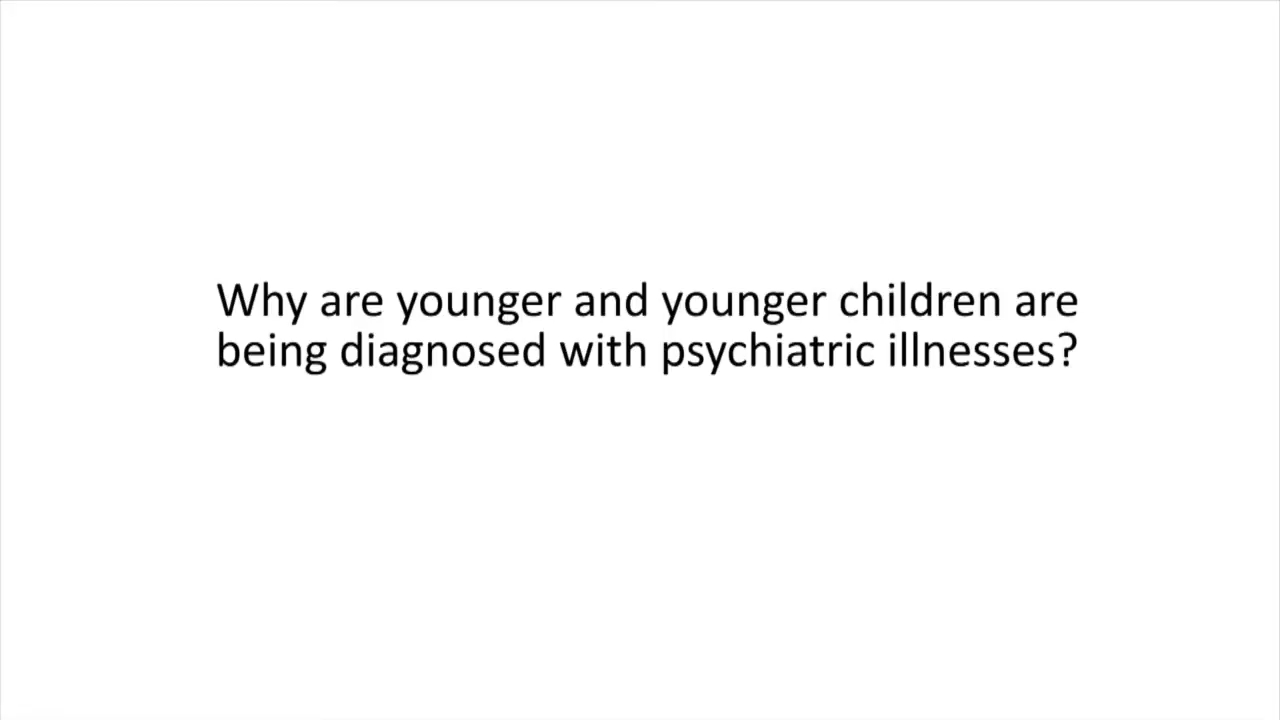 Why are younger and younger children are
being diagnosed with psychiatric illnesses?